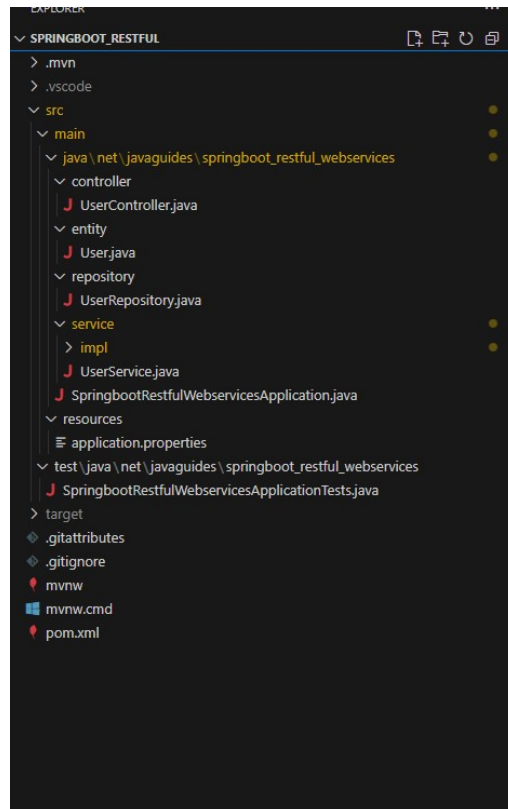 EXPLORER
SPRINGBOOT_RESTFUL
.mvn
.vscode
src
main
java\net\javaguides\springboot_restful_webservices
controller
UserController.java
entity
User.java
repository
UserRepository.java
service
impl
UserService.java
SpringbootRestfulWebservicesApplication.java
resources
application.properties
test\java\net\javaguides\springboot_restful_webservices
SpringbootRestfulWebservicesApplicationTests.java
target
.gitattributes
.gitignore
mvnw
mvnw.cmd
pom.xml